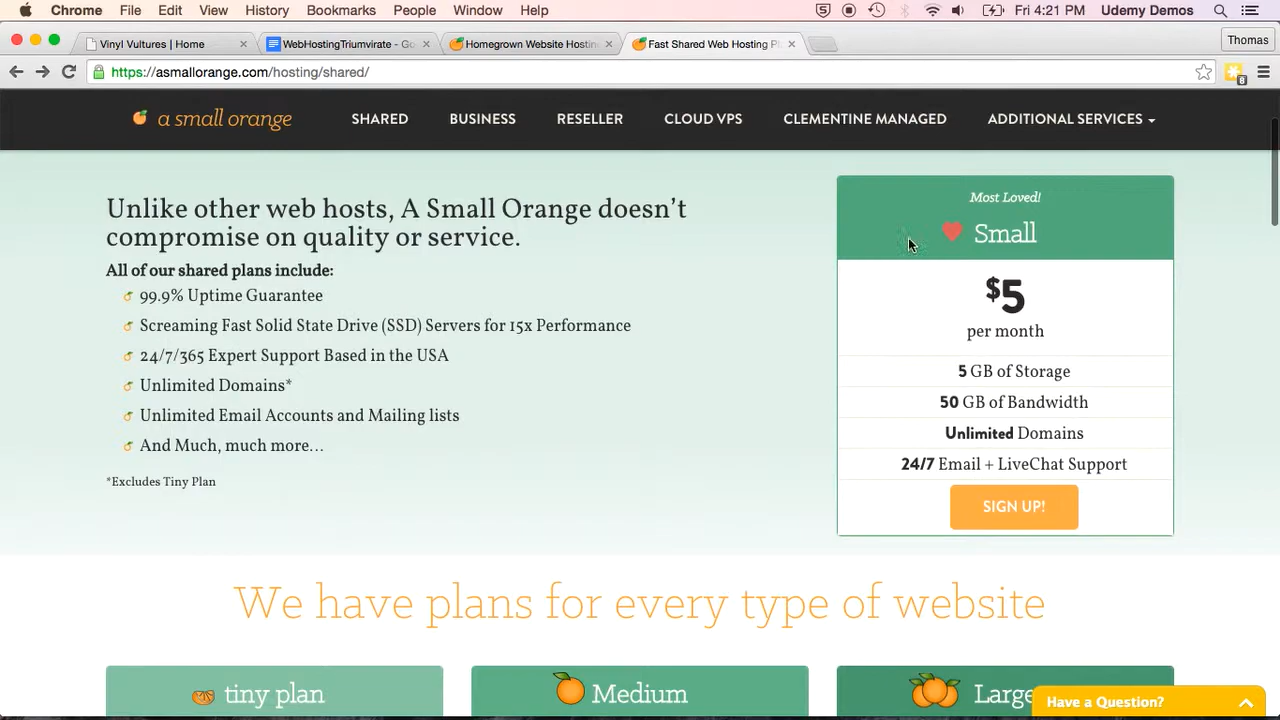 Chrome File Edit View History Bookmarks People Window Help Fri 4:21 PM Udemy Demos
Vinyl Vultures | Home
WebHostingTriumvirate - Go
Homegrown Website Hostin
Fast Shared Web Hosting P
Thomas
https://asmallorange.com/hosting/shared/
8
a small orange
SHARED BUSINESS RESELLER CLOUD VPS CLEMENTINE MANAGED ADDITIONAL SERVICES
Unlike other web hosts, A Small Orange doesn't
compromise on quality or service.
All of our shared plans include:
99.9% Uptime Guarantee
Screaming Fast Solid State Drive (SSD) Servers for 15x Performance
24/7/365 Expert Support Based in the USA
Unlimited Domains*
Unlimited Email Accounts and Mailing lists
And Much, much more…
*Excludes Tiny Plan
Most Loved!
Small
$5
per month
5 GB of Storage
50 GB of Bandwidth
Unlimited Domains
24/7 Email + LiveChat Support
SIGN UP!
We have plans for every type of website
tiny plan
Medium
Large
Have a Question?